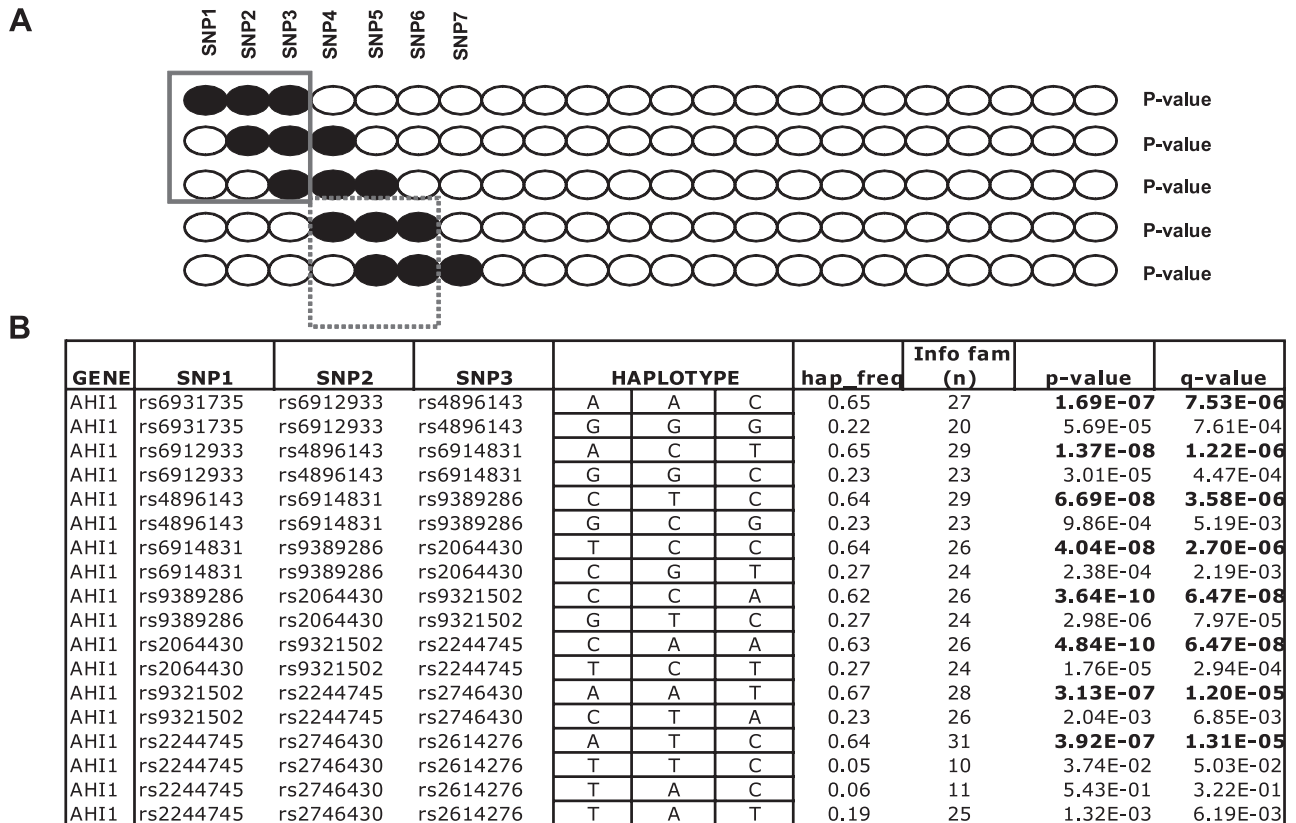 A
SNP1 SNP2 SNP3 SNP4 SNP5 SNP6 SNP7
P-value
P-value
P-value
P-value
P-value
B
GENE SNP1 SNP2 SNP3 HAPLOTYPE hap_freq Info fam (n) p-value q-value
AHI1 rs6931735 rs6912933 rs4896143 A A C 0.65 27 1.69E-07 7.53E-06
AHI1 rs6931735 rs6912933 rs4896143 G G G 0.22 20 5.69E-05 7.61E-04
AHI1 rs6912933 rs4896143 rs6914831 A C T 0.65 29 1.37E-08 1.22E-06
AHI1 rs6912933 rs4896143 rs6914831 G G C 0.23 23 3.01E-05 4.47E-04
AHI1 rs4896143 rs6914831 rs9389286 C T C 0.64 29 6.69E-08 3.58E-06
AHI1 rs4896143 rs6914831 rs9389286 G C G 0.23 23 9.86E-04 5.19E-03
AHI1 rs6914831 rs9389286 rs2064430 T C C 0.64 26 4.04E-08 2.70E-06
AHI1 rs6914831 rs9389286 rs2064430 C G T 0.27 24 2.38E-04 2.19E-03
AHI1 rs9389286 rs2064430 rs9321502 C C A 0.62 26 3.64E-10 6.47E-08
AHI1 rs9389286 rs2064430 rs9321502 G T C 0.27 24 2.98E-06 7.97E-05
AHI1 rs2064430 rs9321502 rs2244745 C A A 0.63 26 4.84E-10 6.47E-08
AHI1 rs2064430 rs9321502 rs2244745 T C T 0.27 24 1.76E-05 2.94E-04
AHI1 rs9321502 rs2244745 rs2746430 A A T 0.67 28 3.13E-07 1.20E-05
AHI1 rs9321502 rs2244745 rs2746430 C T A 0.23 26 2.04E-03 6.85E-03
AHI1 rs2244745 rs2746430 rs2614276 A T C 0.64 31 3.92E-07 1.31E-05
AHI1 rs2244745 rs2746430 rs2614276 T T C 0.05 10 3.74E-02 5.03E-02
AHI1 rs2244745 rs2746430 rs2614276 T A C 0.06 11 5.43E-01 3.22E-01
AHI1 rs2244745 rs2746430 rs2614276 T A T 0.19 25 1.32E-03 6.19E-03